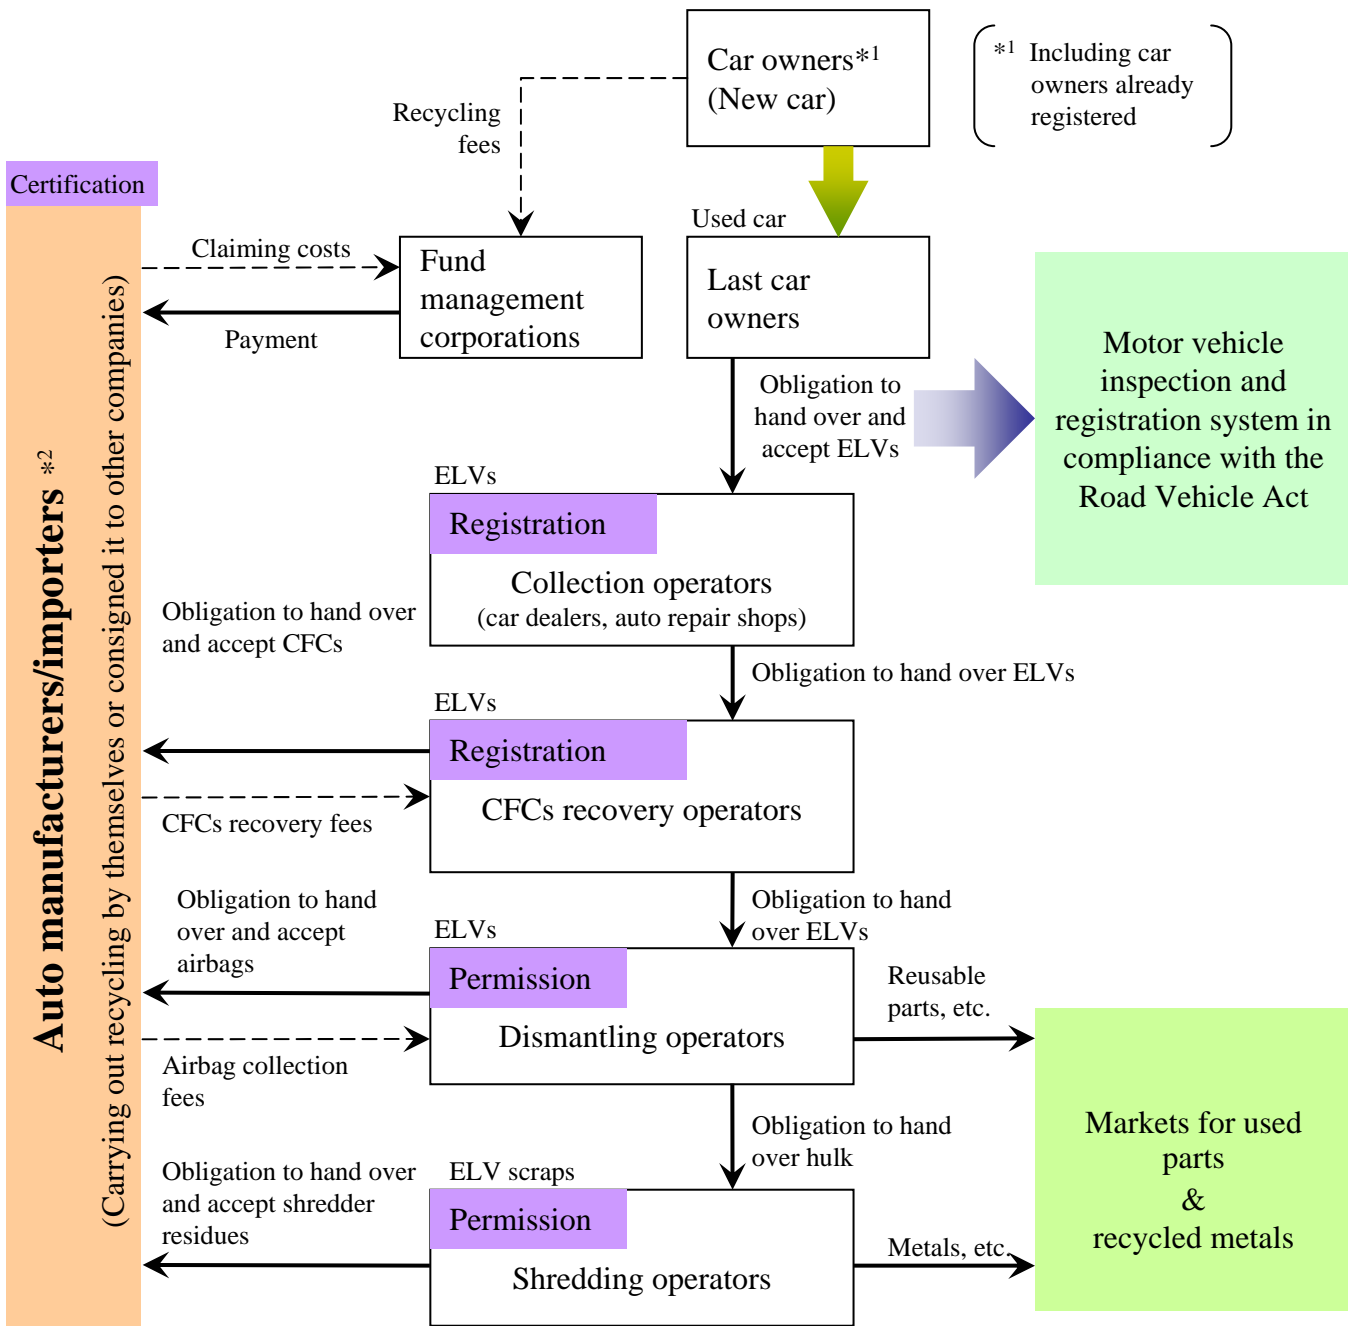 Car owners*1
(New car)
*1 Including car
owners already
registered
Recycling
fees
Certification
Used car
Claiming costs
Fund
management
corporations
Payment
Last car
owners
Obligation to
hand over and
accept ELVs
Motor vehicle
inspection and
registration system in
compliance with the
Road Vehicle Act
Auto manufacturers/importers *2
(Carrying out recycling by themselves or consigned it to other companies)
ELVs
Registration
Collection operators
(car dealers, auto repair shops)
Obligation to hand over
and accept CFCs
Obligation to hand over ELVs
ELVs
Registration
CFCs recovery operators
CFCs recovery fees
Obligation to hand
over and accept
airbags
Obligation to hand
over ELVs
ELVs
Permission
Dismantling operators
Reusable
parts, etc.
Airbag collection
fees
Obligation to hand
over hulk
Markets for used
parts
&
recycled metals
Obligation to hand over
and accept shredder
residues
ELV scraps
Permission
Shredding operators
Metals, etc.